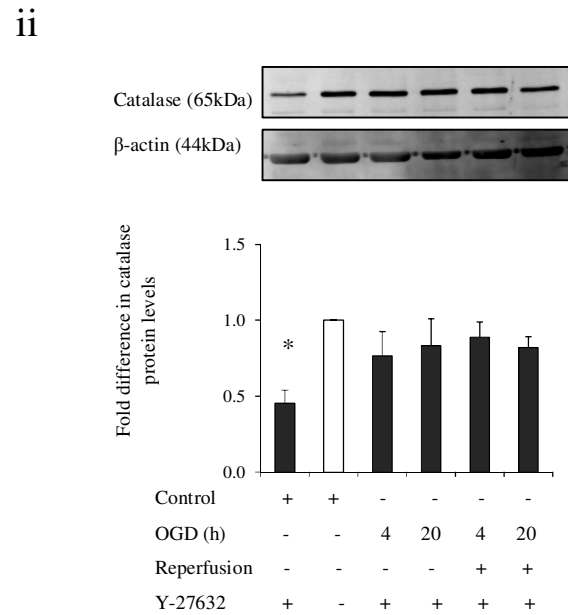 ii
Catalase (65kDa)
β-actin (44kDa)
Fold difference in catalase
protein levels
1.5
1.0
0.5
0.0
*
Control + + - - - -
OGD (h) - - 4 20 4 20
Reperfusion - - - - + +
Y-27632 + - + + + +